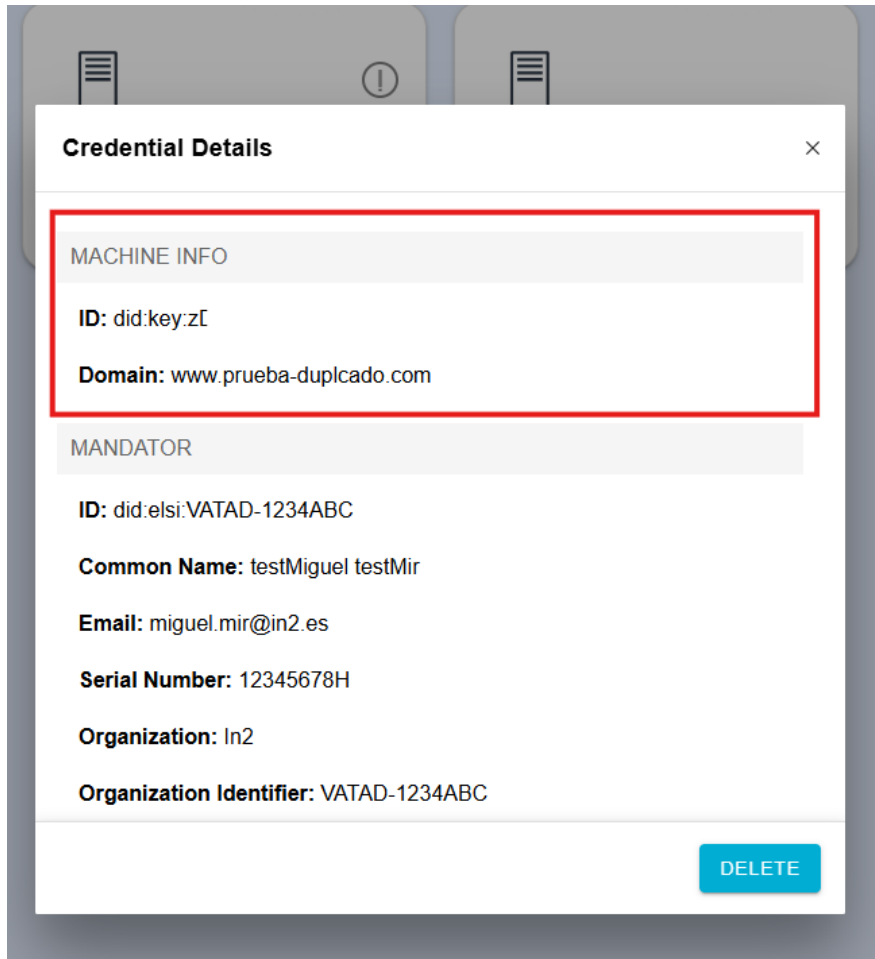 Credential Details
MACHINE INFO
ID: did:key:z[
Domain: www.prueba-duplcado.com
MANDATOR
ID: did:elsi:VATAD-1234ABC
Common Name: testMiguel testMir
Email: miguel.mir@in2.es
Serial Number: 12345678H
Organization: In2
Organization Identifier: VATAD-1234ABC
DELETE